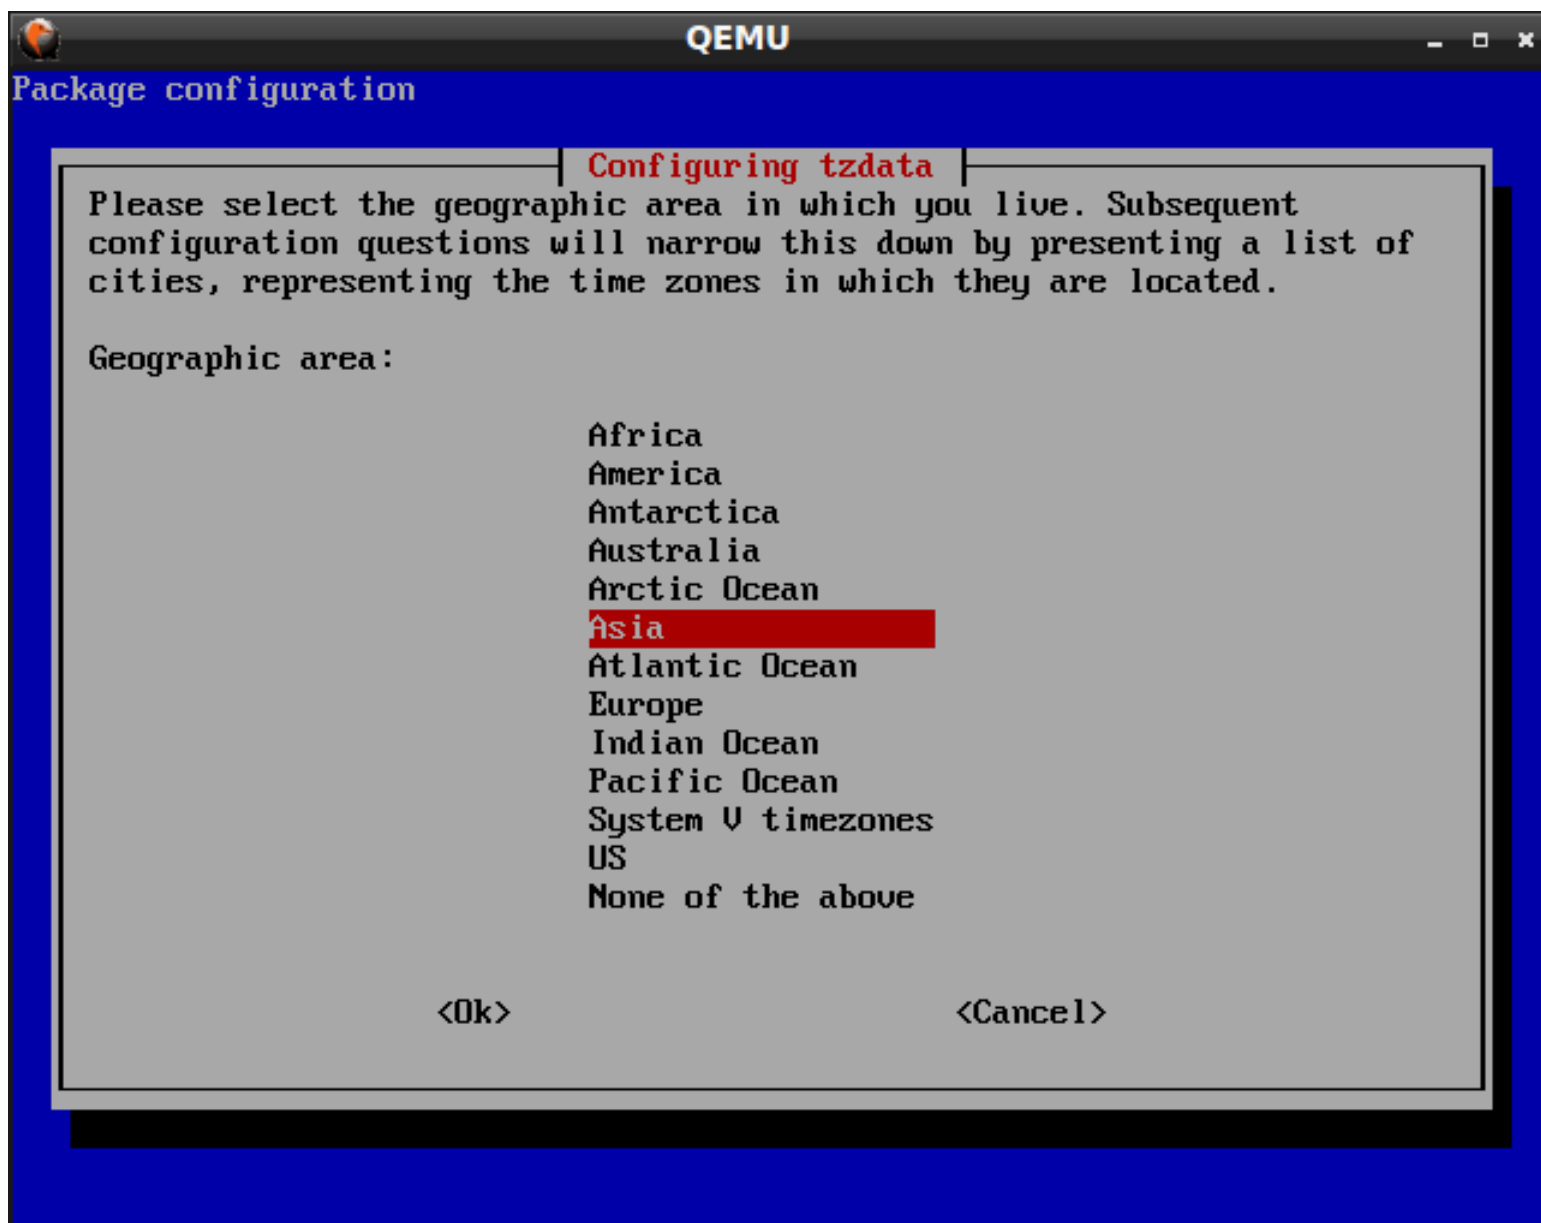 QEMU
Package configuration
Configuring tzdata
Please select the geographic area in which you live. Subsequent
configuration questions will narrow this down by presenting a list of
cities, representing the time zones in which they are located.
Geographic area:
Africa
America
Antarctica
Australia
Arctic Ocean
Asia
Atlantic Ocean
Europe
Indian Ocean
Pacific Ocean
System V timezones
US
None of the above
<Ok> <Cancel>